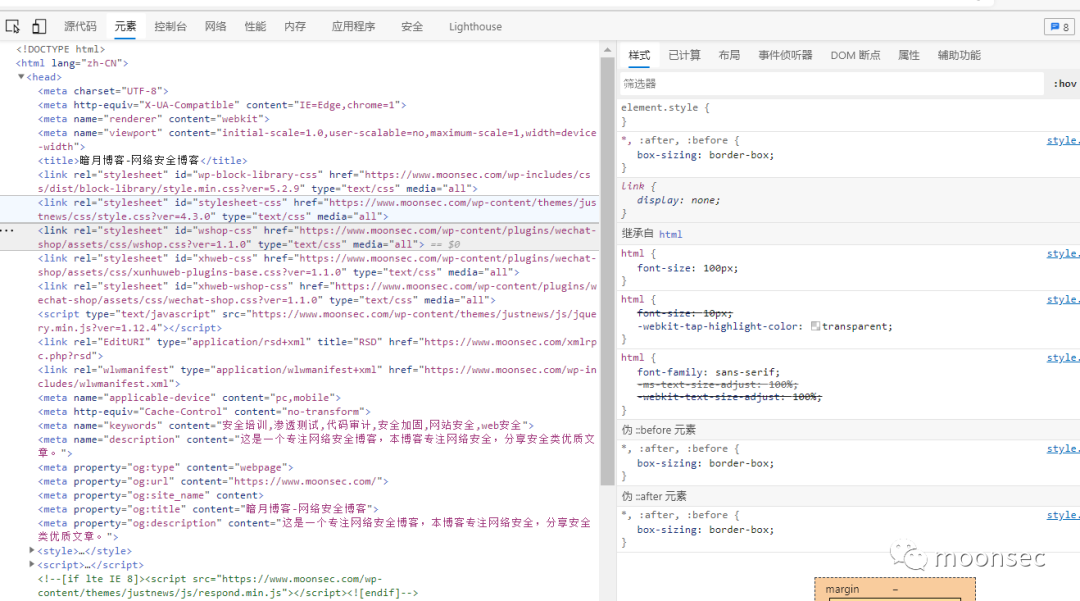 源代码 元素 控制台 网络 性能 内存 应用程序 安全 Lighthouse 8
<!DOCTYPE html>
<html lang="zh-CN">
▼<head>
<meta charset="UTF-8">
<meta http-equiv="X-UA-Compatible" content="IE=Edge,chrome=1">
<meta name="renderer" content="webkit">
<meta name="viewport" content="initial-scale=1.0,user-scalable=no,maximum-scale=1,width=device
-width">
<title>暗月博客-网络安全博客</title>
<link rel="stylesheet" id="wp-block-library-css" href="https://www.moonsec.com/wp-includes/cs
s/dist/block-library/style.min.css?ver=5.2.9" type="text/css" media="all">
<link rel="stylesheet" id="stylesheet-css" href="https://www.moonsec.com/wp-content/themes/jus
tnews/css/style.css?ver=4.3.0" type="text/css" media="all">
··· <link rel="stylesheet" id="wshop-css" href="https://www.moonsec.com/wp-content/plugins/wechat-
shop/assets/css/wshop.css?ver=1.1.0" type="text/css" media="all"> == $0
<link rel="stylesheet" id="xhweb-css" href="https://www.moonsec.com/wp-content/plugins/wechat-
shop/assets/css/xunhuweb-plugins-base.css?ver=1.1.0" type="text/css" media="all">
<link rel="stylesheet" id="xhweb-wshop-css" href="https://www.moonsec.com/wp-content/plugins/w
echat-shop/assets/css/wechat-shop.css?ver=1.1.0" type="text/css" media="all">
<script type="text/javascript" src="https://www.moonsec.com/wp-content/themes/justnews/js/jque
ry.min.js?ver=1.12.4"></script>
<link rel="EditURI" type="application/rsd+xml" title="RSD" href="https://www.moonsec.com/xmlrp
c.php?rsd">
<link rel="wlwmanifest" type="application/wlwmanifest+xml" href="https://www.moonsec.com/wp-in
cludes/wlwmanifest.xml">
<meta name="applicable-device" content="pc,mobile">
<meta http-equiv="Cache-Control" content="no-transform">
<meta name="keywords" content="安全培训,渗透测试,代码审计,安全加固,网站安全,web安全">
<meta name="description" content="这是一个专注网络安全博客，本博客专注网络安全，分享安全类优质文
章。">
<meta property="og:type" content="webpage">
<meta property="og:url" content="https://www.moonsec.com/">
<meta property="og:site_name" content>
<meta property="og:title" content="暗月博客-网络安全博客">
<meta property="og:description" content="这是一个专注网络安全博客，本博客专注网络安全，分享安全
类优质文章。">
▶<style>…</style>
▶<script>…</script>
<!--[if lte IE 8]><script src="https://www.moonsec.com/wp-
content/themes/justnews/js/respond.min.js"></script><![endif]-->
样式 已计算 布局 事件侦听器 DOM 断点 属性 辅助功能
筛选器 :hov
element.style {
}
*, :after, :before { style.
box-sizing: border-box;
}
Link {
display: none;
}
继承自 html
html { style.
font-size: 100px;
}
html { style.
font-size: 10px;
-webkit-tap-highlight-color: transparent;
}
html { style.
font-family: sans-serif;
-ms-text-size-adjust: 100%;
-webkit-text-size-adjust: 100%;
}
伪 ::before 元素
*, :after, :before { style.
box-sizing: border-box;
}
伪 ::after 元素
*, :after, :before { style.
box-sizing: border-box;
}
moonsec
margin –